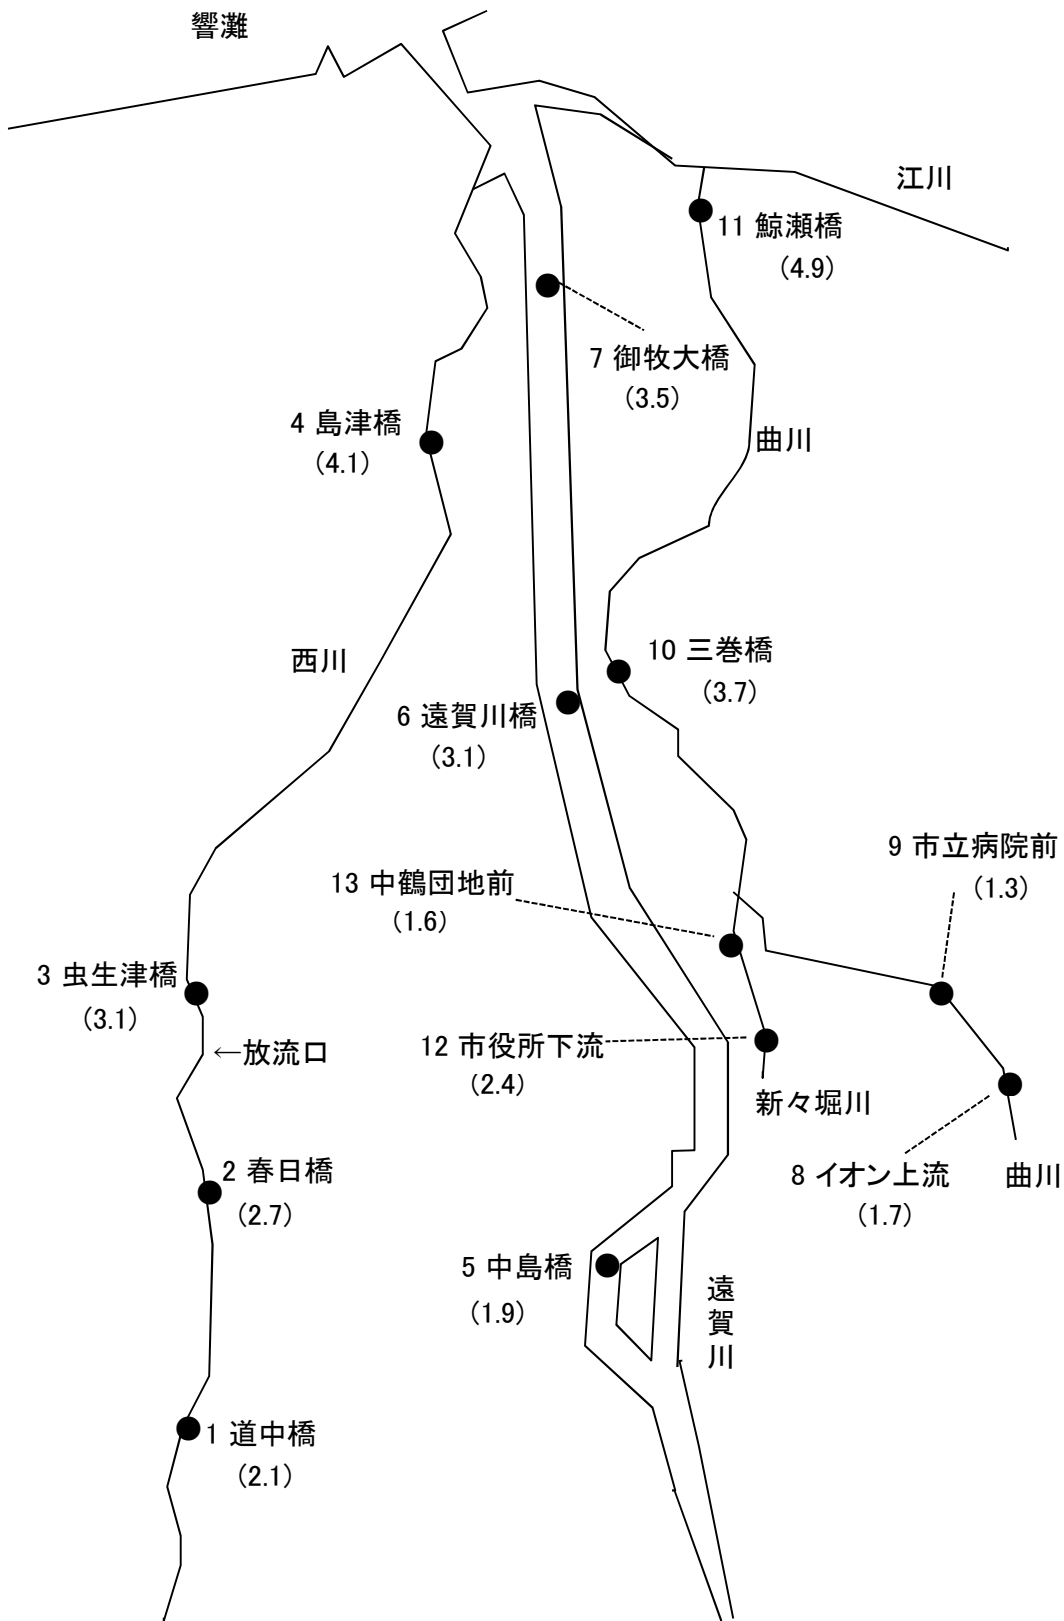 響灘
江川
11 鯨瀬橋
(4.9)
7 御牧大橋
(3.5)
4 島津橋
(4.1)
曲川
西川
10 三巻橋
(3.7)
6 遠賀川橋
(3.1)
9 市立病院前
(1.3)
13 中鶴団地前
(1.6)
3 虫生津橋
(3.1)
←放流口
12 市役所下流
(2.4)
新々堀川
2 春日橋
(2.7)
8 イオン上流
(1.7)
曲川
5 中島橋
(1.9)
遠賀川
1 道中橋
(2.1)